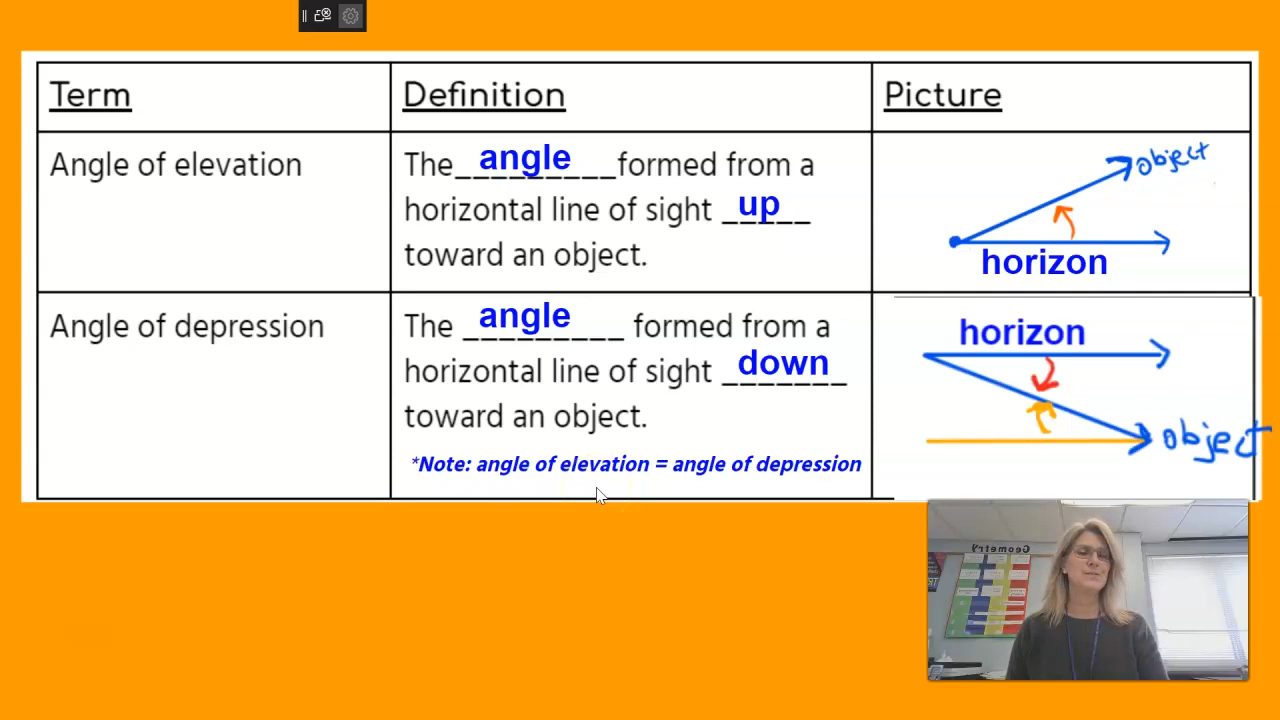 Term
Definition
Picture
Angle of elevation
The angle formed from a
horizontal line of sight up
toward an object.
object
horizon
Angle of depression
The angle formed from a
horizontal line of sight down
toward an object.
*Note: angle of elevation = angle of depression
horizon
object
Geometry